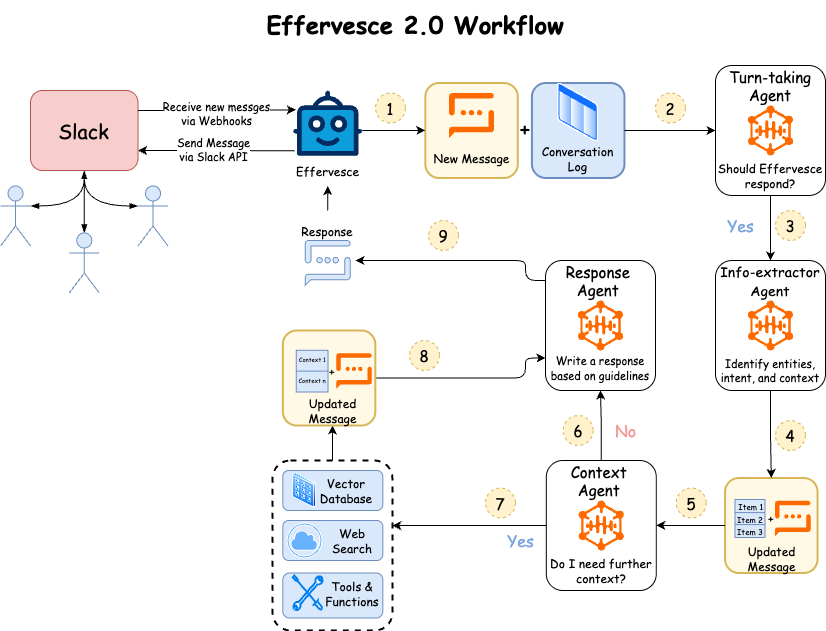 Effervesce 2.0 Workflow
Slack
Receive new messges
via Webhooks
Send Message
via Slack API
Effervesce
1
New Message
+
Conversation
Log
2
Turn-taking
Agent
Should Effervesce
respond?
Yes
3
Info-extractor
Agent
Identify entities,
intent, and context
4
Item 1
Item 2
Item 3
+
Updated
Message
5
Context
Agent
Do I need further
context?
6
No
7
Yes
Vector
Database
Web
Search
Tools &
Functions
Context 1
Context n
+
Updated
Message
8
Response
Agent
Write a response
based on guidelines
9
Response